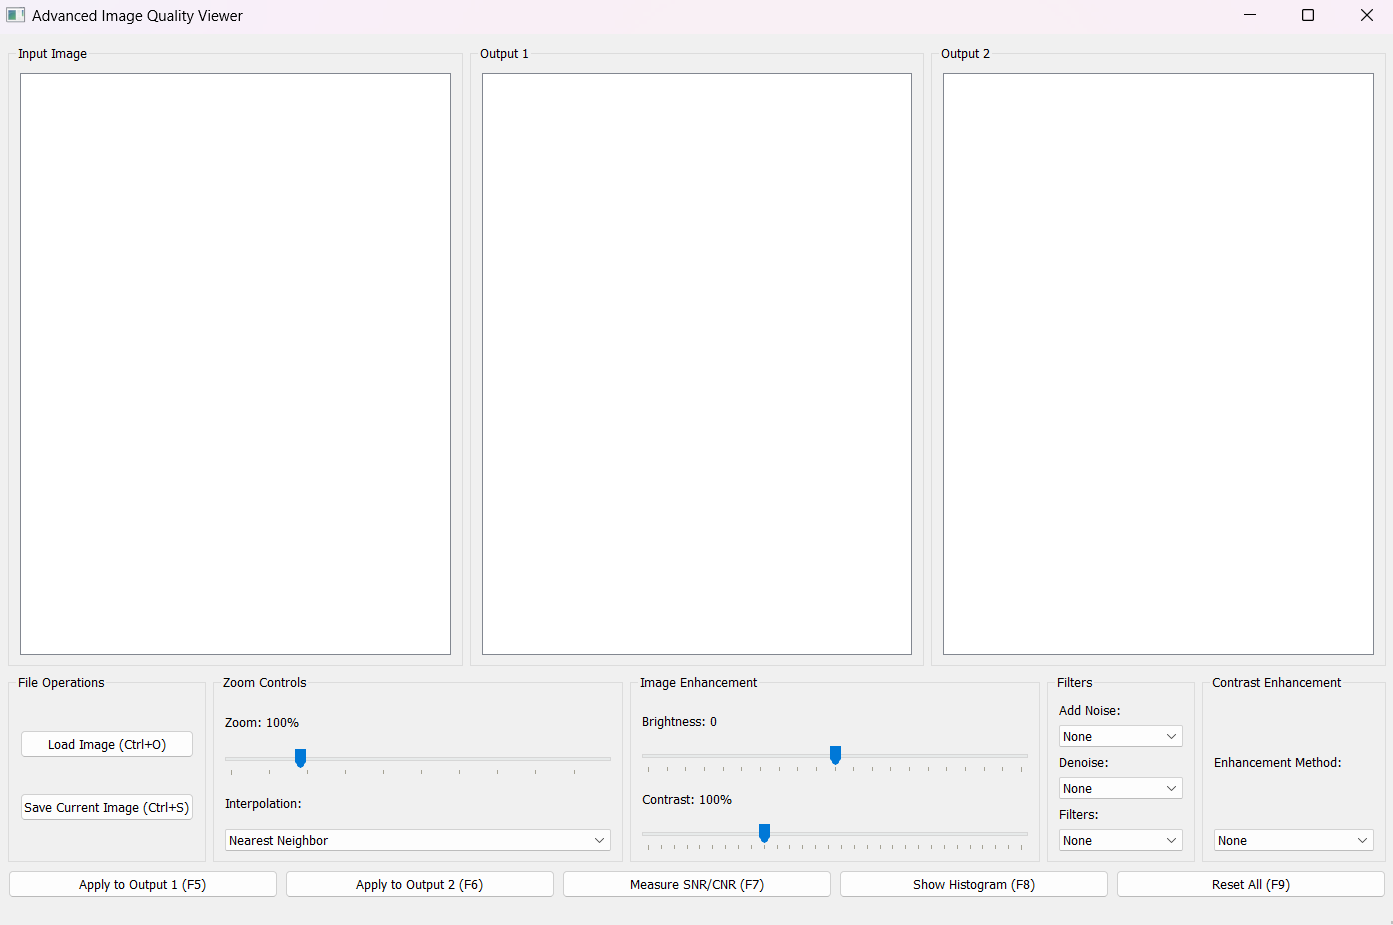 Advanced Image Quality Viewer
Input Image
Output 1
Output 2
File Operations
Load Image (Ctrl+O)
Save Current Image (Ctrl+S)
Zoom Controls
Zoom: 100%
Interpolation:
Nearest Neighbor
Image Enhancement
Brightness: 0
Contrast: 100%
Filters
Add Noise:
None
Denoise:
None
Filters:
None
Contrast Enhancement
Enhancement Method:
None
Apply to Output 1 (F5)
Apply to Output 2 (F6)
Measure SNR/CNR (F7)
Show Histogram (F8)
Reset All (F9)